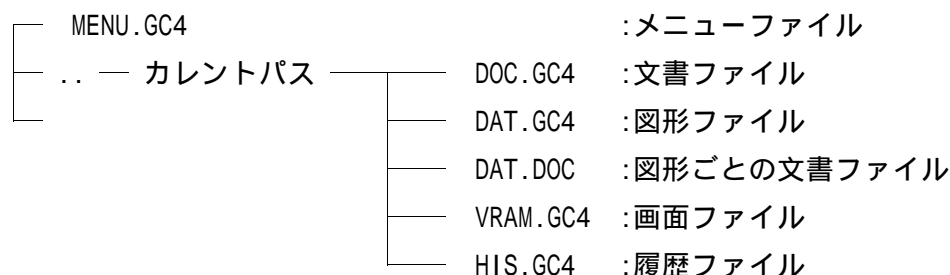 MENU.GC4 :メニューファイル
.. カレントパス DOC.GC4 :文書ファイル
DAT.GC4 :図形ファイル
DAT.DOC :図形ごとの文書ファイル
VRAM.GC4 :画面ファイル
HIS.GC4 :履歴ファイル